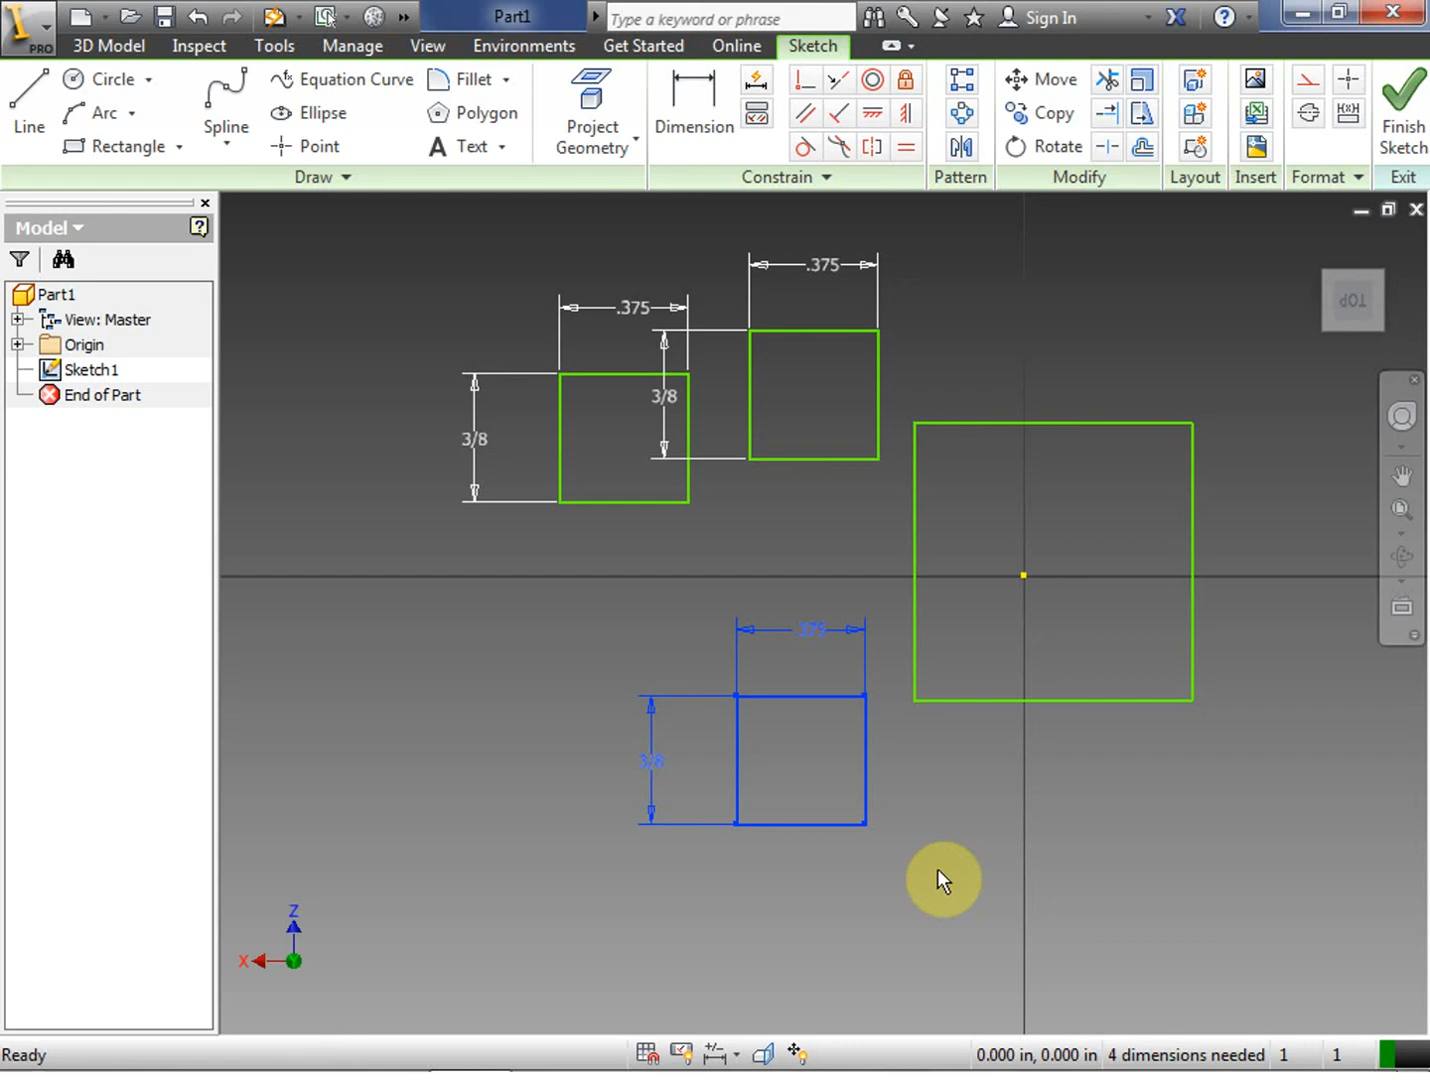 Part1
Type a keyword or phrase
Sign In
PRO
3D Model
Inspect
Tools
Manage
View
Environments
Get Started
Online
Sketch
Line
Circle
Arc
Rectangle
Spline
Equation Curve
Ellipse
Point
Fillet
Polygon
A Text
Project
Geometry
Dimension
Move
Copy
Rotate
Finish
Sketch
Draw
Constrain
Pattern
Modify
Layout
Insert
Format
Exit
Model
Part1
View: Master
Origin
Sketch1
End of Part
.375
.375
3/8
3/8
TOP
.375
3/8
Z
X
Ready
0.000 in, 0.000 in
4 dimensions needed
1
1